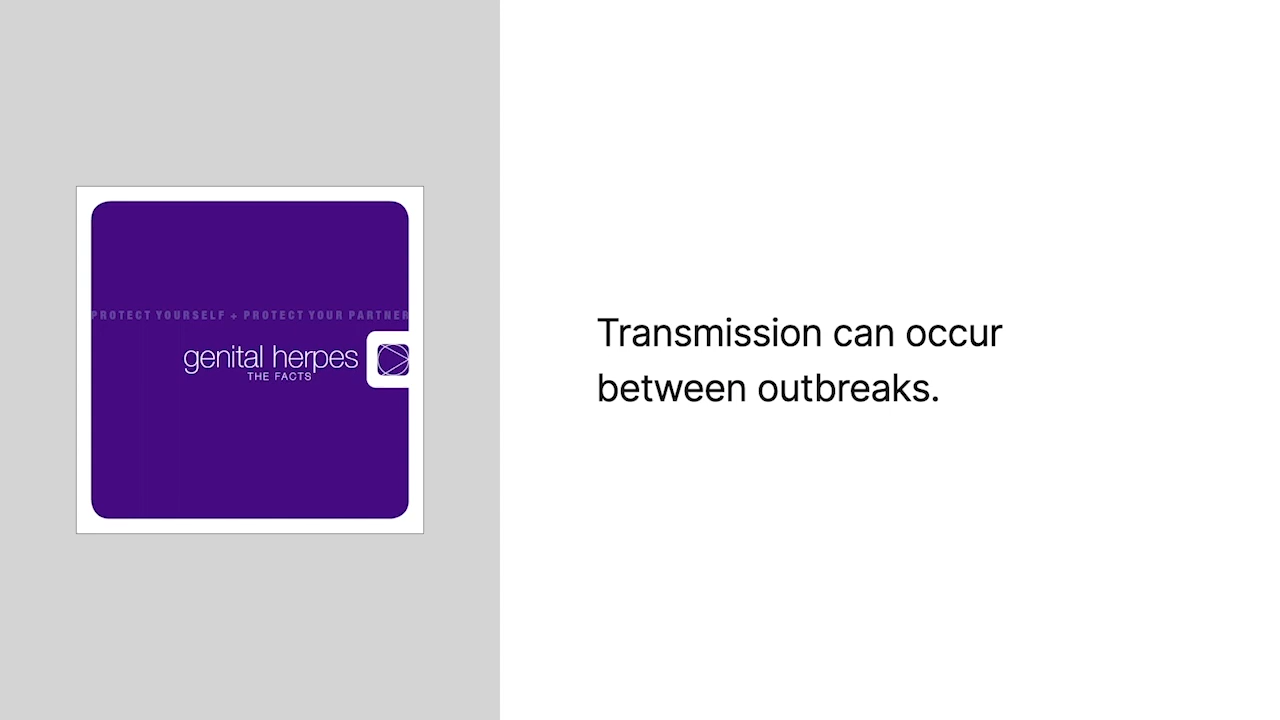 PROTECT YOURSELF + PROTECT YOUR PARTNER
genital herpes
THE FACTS
Transmission can occur
between outbreaks.